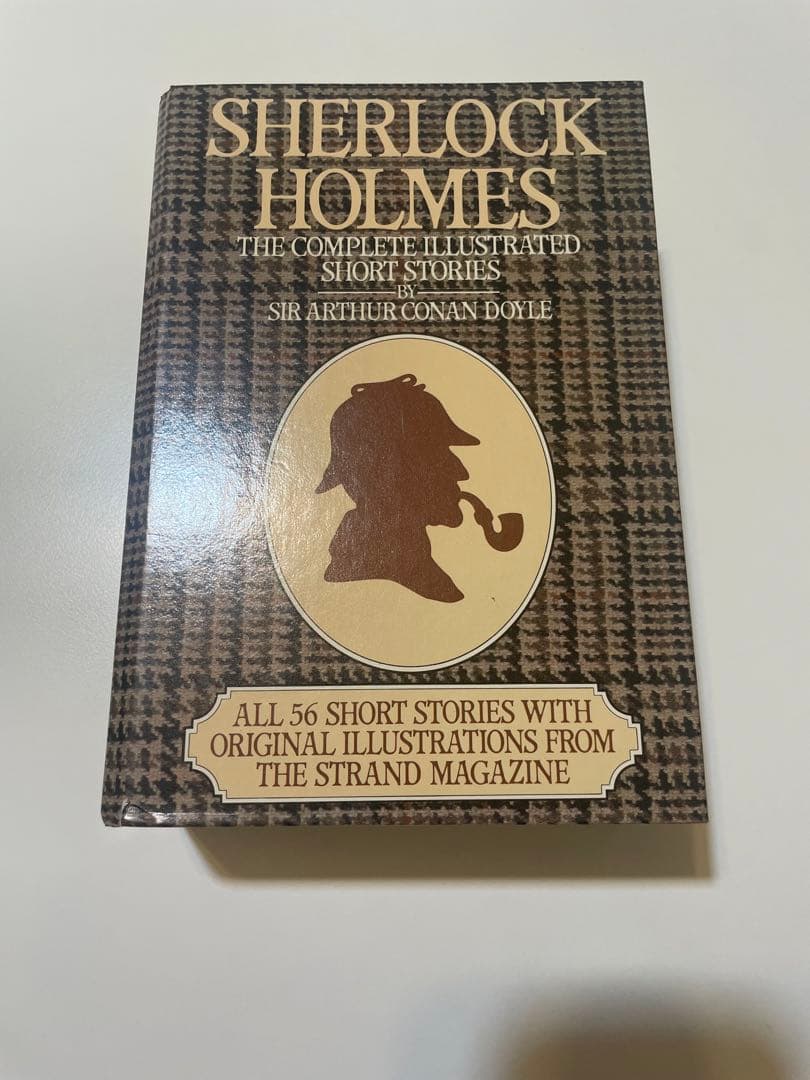 SHERLOCK
HOLMES
THE COMPLETE ILLUSTRATED
SHORT STORIES
BY
SIR ARTHUR CONAN DOYLE
ALL 56 SHORT STORIES WITH
ORIGINAL ILLUSTRATIONS FROM
THE STRAND MAGAZINE